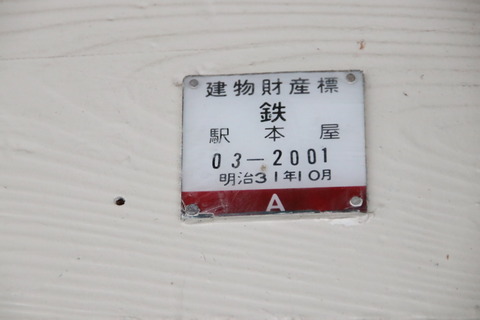 建物財産標
鉄
駅本屋
03-2001
明治31年10月
A